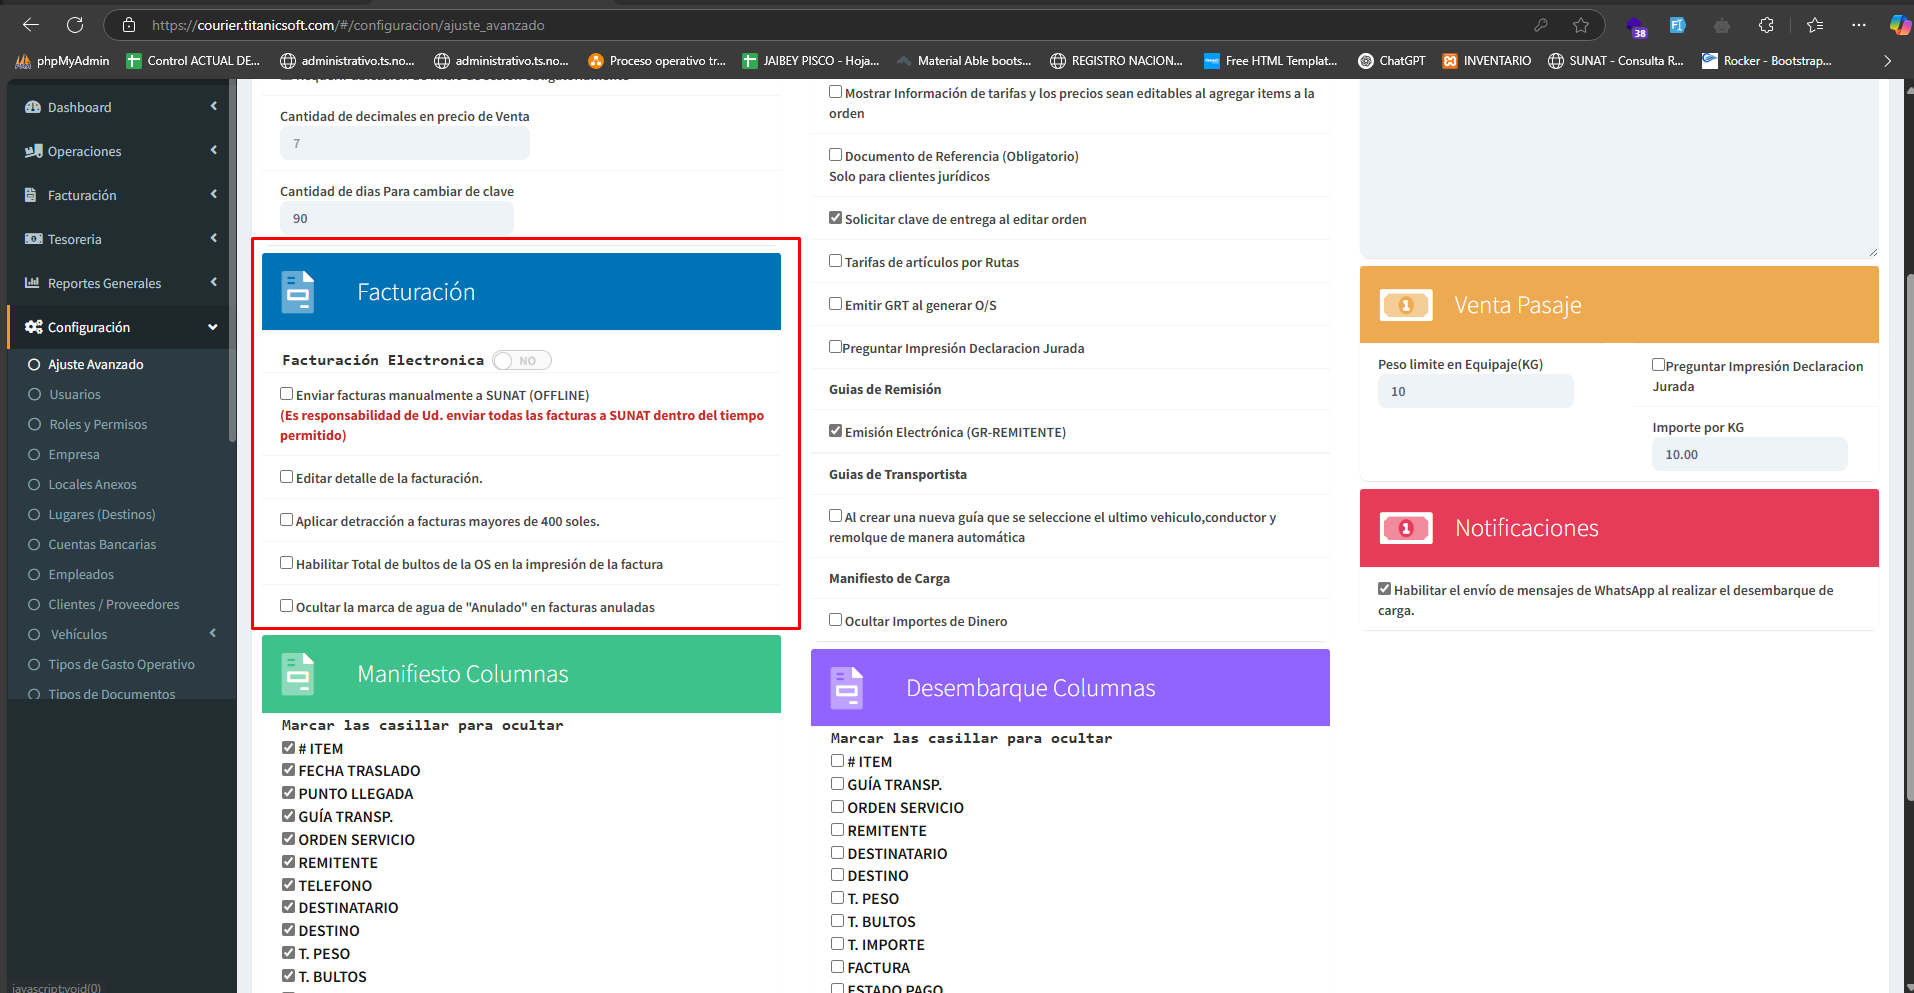 https://courier.titanicsoft.com/#/configuracion/ajuste_avanzado
38
phpMyAdmin
Control ACTUAL DE...
administrativo.ts.no...
administrativo.ts.no...
Proceso operativo tr...
JAIBEY PISCO - Hoja...
Material Able boots...
REGISTRO NACION...
Free HTML Templat...
ChatGPT
INVENTARIO
SUNAT - Consulta R...
Rocker - Bootstrap...
Dashboard
Operaciones
Facturación
Tesoreria
Reportes Generales
Configuración
Ajuste Avanzado
Usuarios
Roles y Permisos
Empresa
Locales Anexos
Lugares (Destinos)
Cuentas Bancarias
Empleados
Clientes / Proveedores
Vehículos
Tipos de Gasto Operativo
Tipos de Documentos
javascript:void(0)
Cantidad de decimales en precio de Venta
7
Cantidad de dias Para cambiar de clave
90
Facturación
Facturación Electronica
NO
Enviar facturas manualmente a SUNAT (OFFLINE)
(Es responsabilidad de Ud. enviar todas las facturas a SUNAT dentro del tiempo
permitido)
Editar detalle de la facturación.
Aplicar detracción a facturas mayores de 400 soles.
Habilitar Total de bultos de la OS en la impresión de la factura
Ocultar la marca de agua de "Anulado" en facturas anuladas
Manifiesto Columnas
Marcar las casillar para ocultar
# ITEM
FECHA TRASLADO
PUNTO LLEGADA
GUÍA TRANSP.
ORDEN SERVICIO
REMITENTE
TELEFONO
DESTINATARIO
DESTINO
T. PESO
T. BULTOS
Mostrar Información de tarifas y los precios sean editables al agregar items a la
orden
Documento de Referencia (Obligatorio)
Solo para clientes jurídicos
Solicitar clave de entrega al editar orden
Tarifas de artículos por Rutas
Emitir GRT al generar O/S
Preguntar Impresión Declaracion Jurada
Guias de Remisión
Emisión Electrónica (GR-REMITENTE)
Guias de Transportista
Al crear una nueva guía que se seleccione el ultimo vehiculo,conductor y
remolque de manera automática
Manifiesto de Carga
Ocultar Importes de Dinero
Desembarque Columnas
Marcar las casillar para ocultar
# ITEM
GUÍA TRANSP.
ORDEN SERVICIO
REMITENTE
DESTINATARIO
DESTINO
T. PESO
T. BULTOS
T. IMPORTE
FACTURA
ESTADO PAGO
1
Venta Pasaje
Peso limite en Equipaje(KG)
10
Preguntar Impresión Declaracion
Jurada
Importe por KG
10.00
1
Notificaciones
Habilitar el envío de mensajes de WhatsApp al realizar el desembarque de
carga.